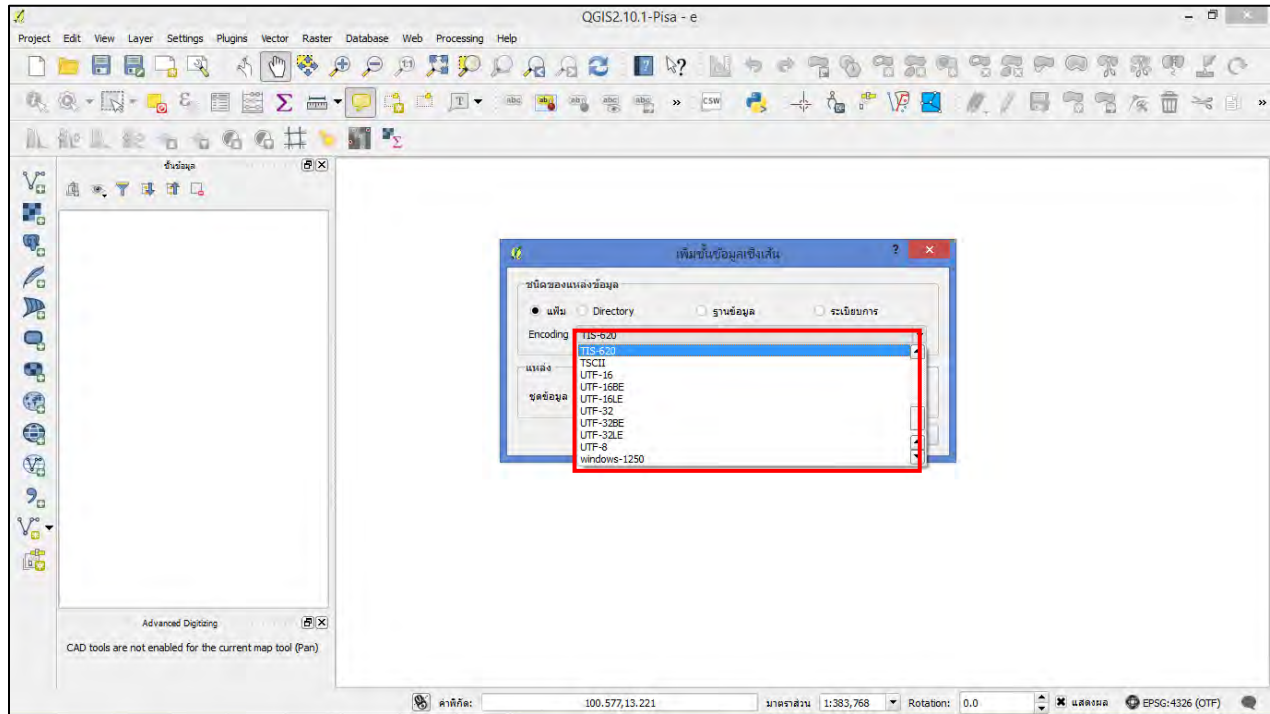 QGIS2.10.1-Pisa - e
Project Edit View Layer Settings Plugins Vector Raster Database Web Processing Help
CSW
ชั้นข้อมูล
เพิ่มชั้นข้อมูลเชิงเส้น
ชนิดของแหล่งข้อมูล
แฟ้ม Directory ฐานข้อมูล ระเบียบการ
Encoding TIS-620
TIS-620
TSCII
UTF-16
UTF-16BE
UTF-16LE
UTF-32
UTF-32BE
UTF-32LE
UTF-8
windows-1250
แหล่ง
ชุดข้อมูล
Advanced Digitizing
CAD tools are not enabled for the current map tool (Pan)
ค่าพิกัด: 100.577,13.221 มาตราส่วน 1:383,768 Rotation: 0.0 แสดงผล EPSG:4326 (OTF)